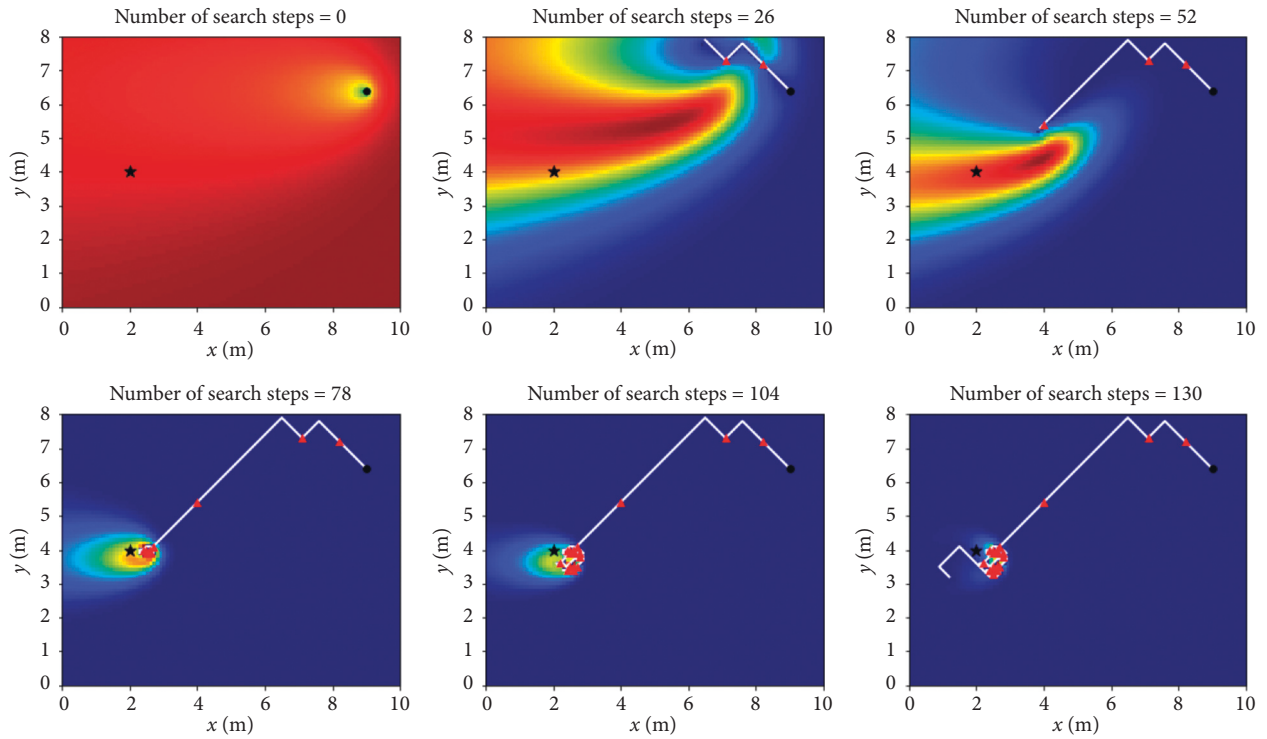 Number of search steps = 0
Number of search steps = 26
Number of search steps = 52
8
7
6
5
4
3
2
1
0
y (m)
0 2 4 6 8 10
x (m)
8
7
6
5
4
3
2
1
0
y (m)
0 2 4 6 8 10
x (m)
8
7
6
5
4
3
2
1
0
y (m)
0 2 4 6 8 10
x (m)
Number of search steps = 78
Number of search steps = 104
Number of search steps = 130
8
7
6
5
4
3
2
1
0
y (m)
0 2 4 6 8 10
x (m)
8
7
6
5
4
3
2
1
0
y (m)
0 2 4 6 8 10
x (m)
8
7
6
5
4
3
2
1
0
y (m)
0 2 4 6 8 10
x (m)